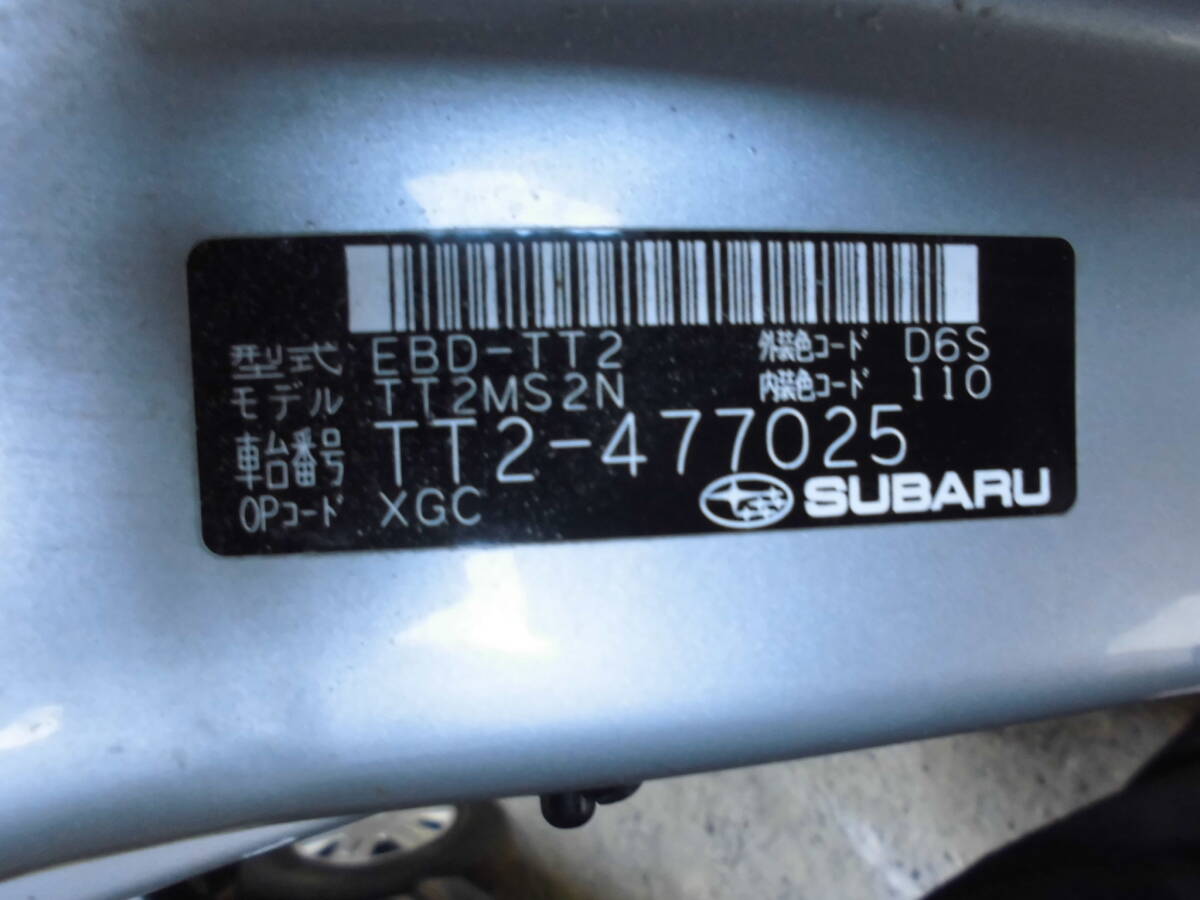 型式 EBD-TT2 外装色コード D6S
モデル TT2MS2N 内装色コード 110
車台番号 TT2-477025
OPコード XGC SUBARU